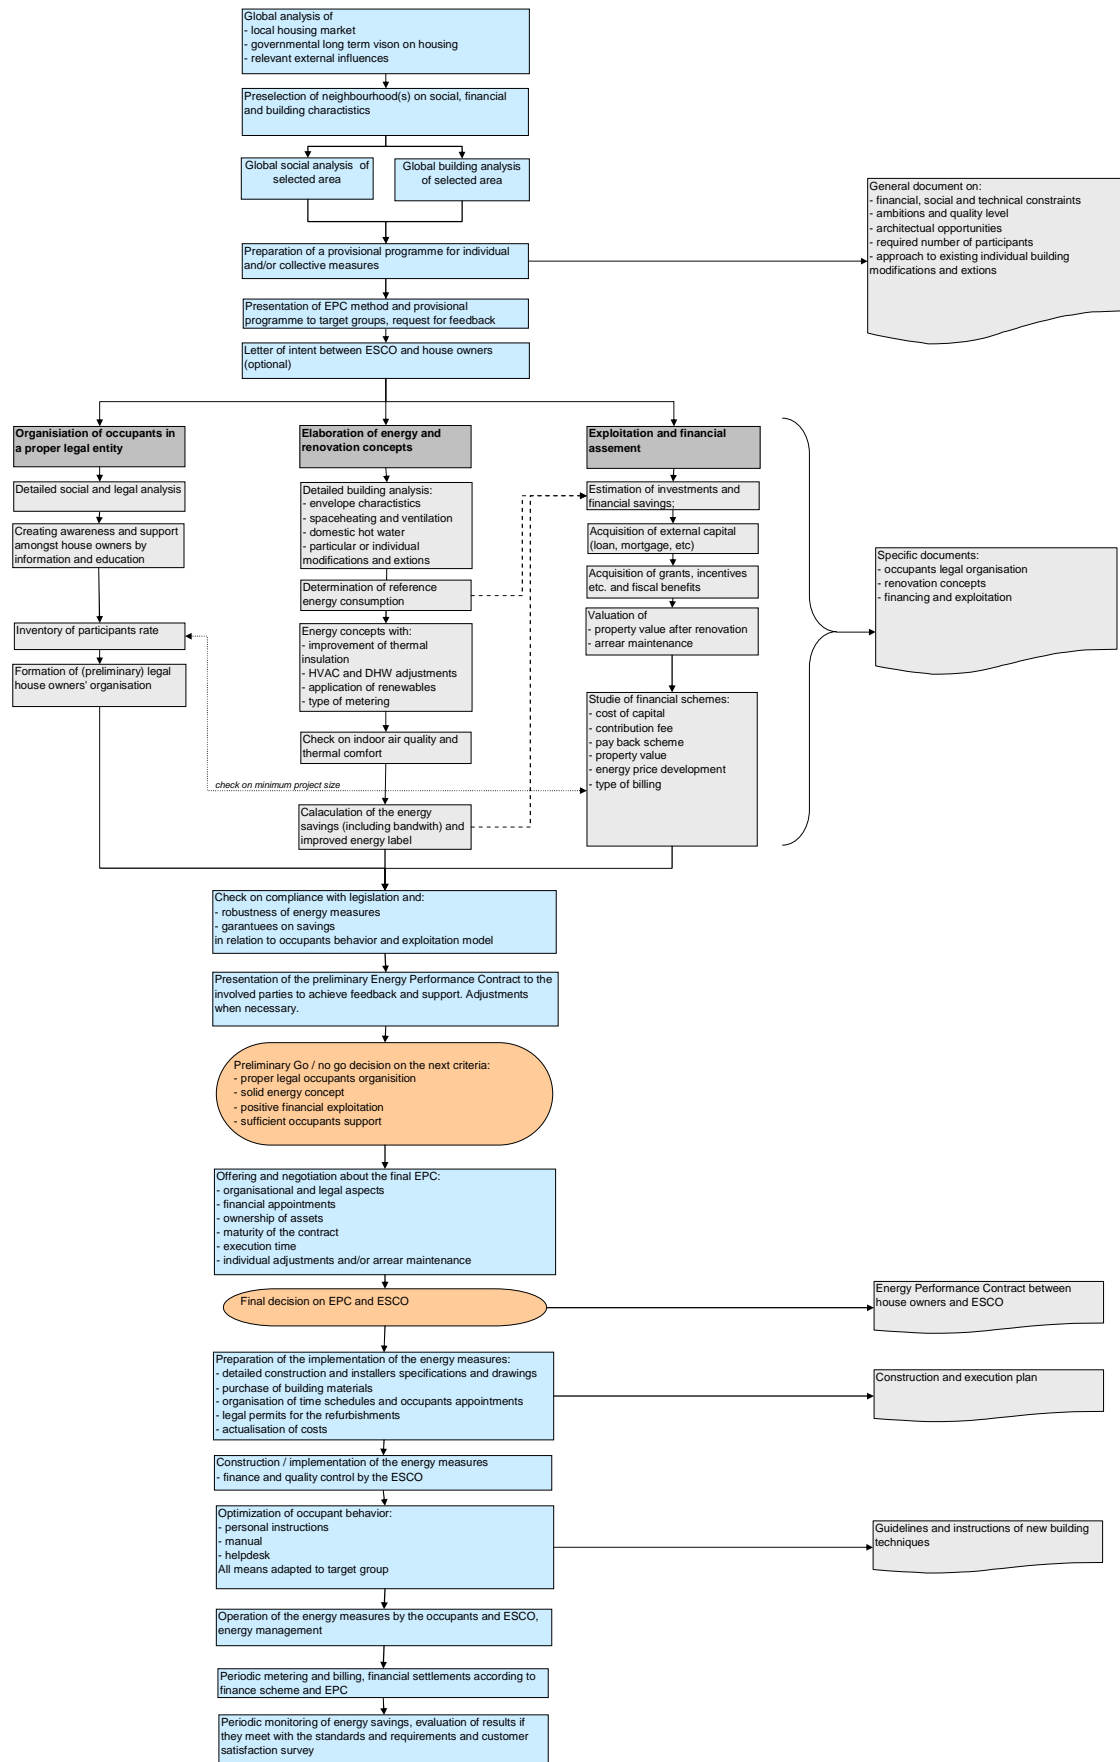 Global analysis of
- local housing market
- governmental long term vison on housing
- relevant external influences
Preselection of neighbourhood(s) on social, financial
and building charactistics
Global social analysis  of
selected area
Global building analysis
of selected area
General document on:
- financial, social and technical constraints
- ambitions and quality level
- architectual opportunities
- required number of participants
- approach to existing individual building
modifications and extions
Preparation of a provisional programme for individual
and/or collective measures
Presentation of EPC method and provisional
programme to target groups, request for feedback
Letter of intent between ESCO and house owners
(optional)
Organisiation of occupants in
a proper legal entity
Detailed social and legal analysis
Creating awareness and support
amongst house owners by
information and education
Inventory of participants rate
Formation of (preliminary) legal
house owners' organisation
Elaboration of energy and
renovation concepts
Detailed building analysis:
- envelope charactistics
- spaceheating and ventilation
- domestic hot water
- particular or individual
modifications and extions
Determination of reference
energy consumption
Energy concepts with:
- improvement of thermal
insulation
- HVAC and DHW adjustments
- application of renewables
- type of metering
Check on indoor air quality and
thermal comfort
check on minimum project size
Calaculation of the energy
savings (including bandwith) and
improved energy label
Exploitation and financial
assement
Estimation of investments and
financial savings;
Acquisition of external capital
(loan, mortgage, etc)
Acquisition of grants, incentives
etc. and fiscal benefits
Valuation of
- property value after renovation
- arrear maintenance
Studie of financial schemes:
- cost of capital
- contribution fee
- pay back scheme
- property value
- energy price development
- type of billing
Specific documents:
- occupants legal organisation
- renovation concepts
- financing and exploitation
Check on compliance with legislation and:
- robustness of energy measures
- garantuees on savings
in relation to occupants behavior and exploitation model
Presentation of the preliminary Energy Performance Contract to the
involved parties to achieve feedback and support. Adjustments
when necessary.
Preliminary Go / no go decision on the next criteria:
- proper legal occupants organisition
- solid energy concept
- positive financial exploitation
- sufficient occupants support
Offering and negotiation about the final EPC:
- organisational and legal aspects
- financial appointments
- ownership of assets
- maturity of the contract
- execution time
- individual adjustments and/or arrear maintenance
Final decision on EPC and ESCO
Energy Performance Contract between
house owners and ESCO
Preparation of the implementation of the energy measures:
- detailed construction and installers specifications and drawings
- purchase of building materials
- organisation of time schedules and occupants appointments
- legal permits for the refurbishments
- actualisation of costs
Construction and execution plan
Construction / implementation of the energy measures
- finance and quality control by the ESCO
Optimization of occupant behavior:
- personal instructions
- manual
- helpdesk
All means adapted to target group
Guidelines and instructions of new building
techniques
Operation of the energy measures by the occupants and ESCO,
energy management
Periodic metering and billing, financial settlements according to
finance scheme and EPC
Periodic monitoring of energy savings, evaluation of results if
they meet with the standards and requirements and customer
satisfaction survey